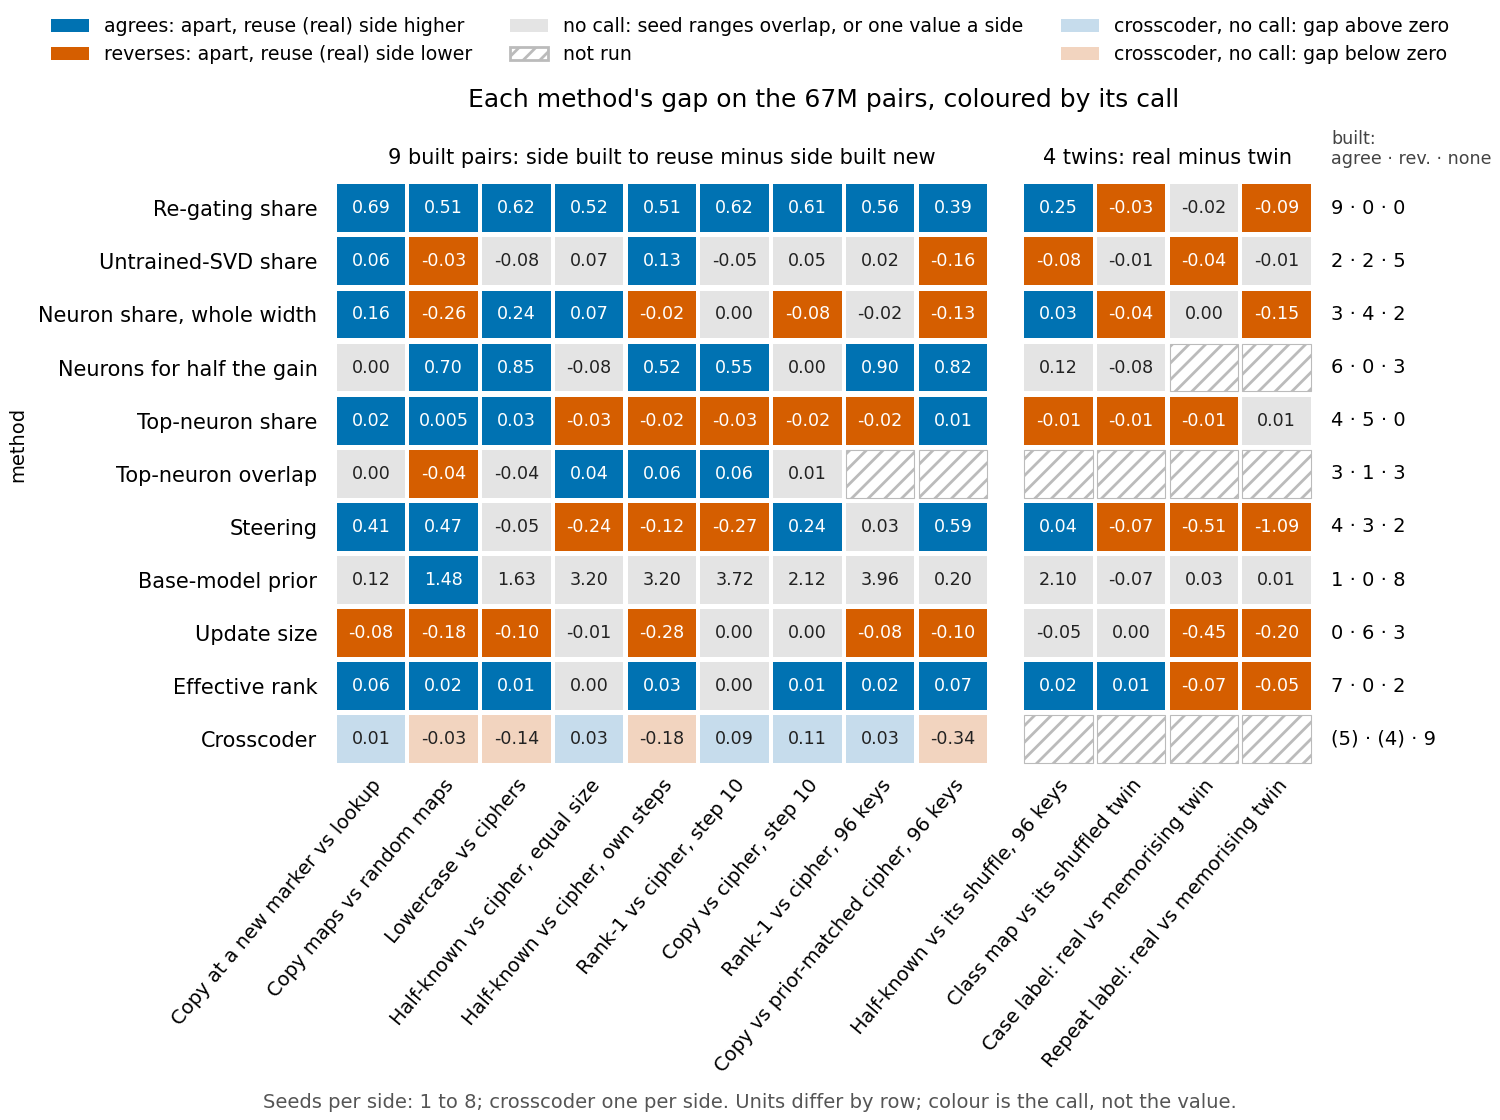 agrees: apart, reuse (real) side higher
reverses: apart, reuse (real) side lower
no call: seed ranges overlap, or one value a side
not run
crosscoder, no call: gap above zero
crosscoder, no call: gap below zero
Each method's gap on the 67M pairs, coloured by its call
9 built pairs: side built to reuse minus side built new
4 twins: real minus twin
built:
agree · rev. · none
method
Re-gating share 0.69 0.51 0.62 0.52 0.51 0.62 0.61 0.56 0.39 0.25 -0.03 -0.02 -0.09 9 · 0 · 0
Untrained-SVD share 0.06 -0.03 -0.08 0.07 0.13 -0.05 0.05 0.02 -0.16 -0.08 -0.01 -0.04 -0.01 2 · 2 · 5
Neuron share, whole width 0.16 -0.26 0.24 0.07 -0.02 0.00 -0.08 -0.02 -0.13 0.03 -0.04 0.00 -0.15 3 · 4 · 2
Neurons for half the gain 0.00 0.70 0.85 -0.08 0.52 0.55 0.00 0.90 0.82 0.12 -0.08 6 · 0 · 3
Top-neuron share 0.02 0.005 0.03 -0.03 -0.02 -0.03 -0.02 -0.02 0.01 -0.01 -0.01 -0.01 0.01 4 · 5 · 0
Top-neuron overlap 0.00 -0.04 -0.04 0.04 0.06 0.06 0.01 3 · 1 · 3
Steering 0.41 0.47 -0.05 -0.24 -0.12 -0.27 0.24 0.03 0.59 0.04 -0.07 -0.51 -1.09 4 · 3 · 2
Base-model prior 0.12 1.48 1.63 3.20 3.20 3.72 2.12 3.96 0.20 2.10 -0.07 0.03 0.01 1 · 0 · 8
Update size -0.08 -0.18 -0.10 -0.01 -0.28 0.00 0.00 -0.08 -0.10 -0.05 0.00 -0.45 -0.20 0 · 6 · 3
Effective rank 0.06 0.02 0.01 0.00 0.03 0.00 0.01 0.02 0.07 0.02 0.01 -0.07 -0.05 7 · 0 · 2
Crosscoder 0.01 -0.03 -0.14 0.03 -0.18 0.09 0.11 0.03 -0.34 (5) · (4) · 9
Copy at a new marker vs lookup
Copy maps vs random maps
Lowercase vs ciphers
Half-known vs cipher, equal size
Half-known vs cipher, own steps
Rank-1 vs cipher, step 10
Copy vs cipher, step 10
Rank-1 vs cipher, 96 keys
Copy vs prior-matched cipher, 96 keys
Half-known vs its shuffle, 96 keys
Class map vs its shuffled twin
Case label: real vs memorising twin
Repeat label: real vs memorising twin
Seeds per side: 1 to 8; crosscoder one per side. Units differ by row; colour is the call, not the value.